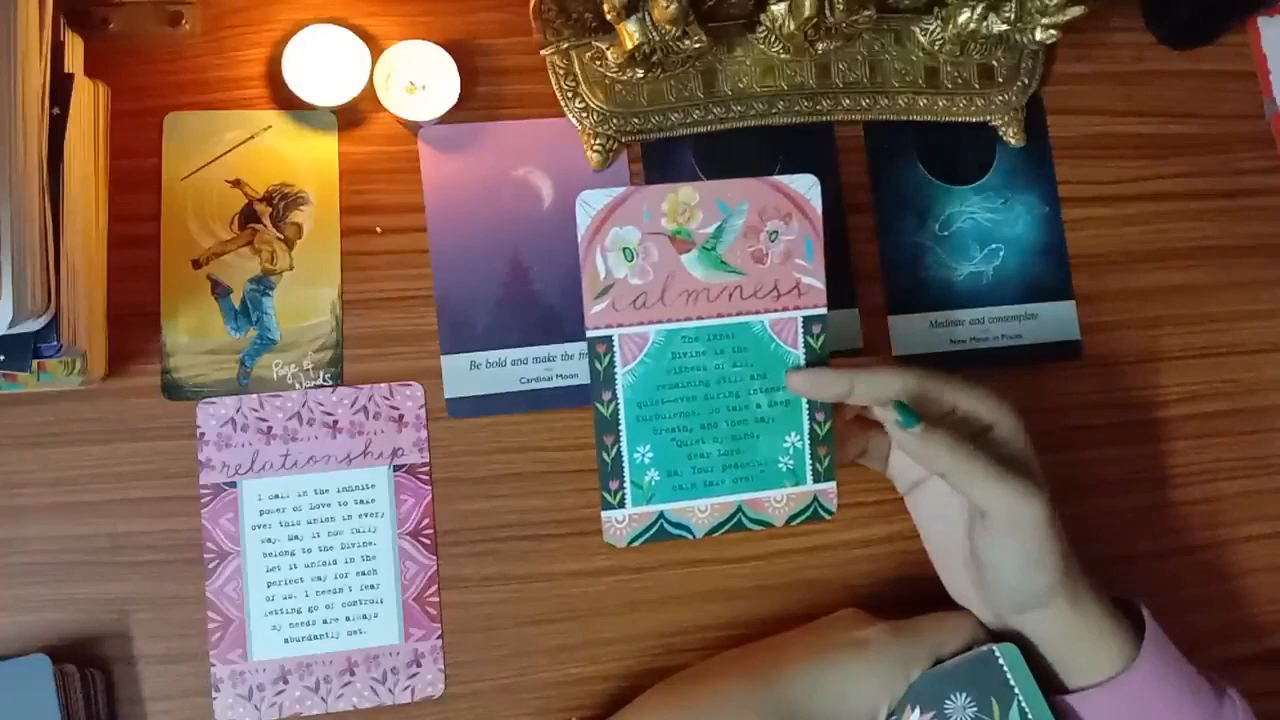 Page of
Wands
Be bold and make the fi
Cardinal Moon
Meditate and contemplate
New Moon in Pisces
calmness
The Inner
Divine is the
witness of all,
remaining still and
quiet—even during intense
turbulence. So take a deep
breath, and then say,
"Quiet my mind,
dear Lord.
May Your peaceful
calm take over!"
relationship
I call in the infinite
power of Love to take
over this union in every
way. May it now fully
belong to the Divine.
Let it unfold in the
perfect way for each
of us. I needn't fear
letting go of control;
my needs are always
abundantly met.